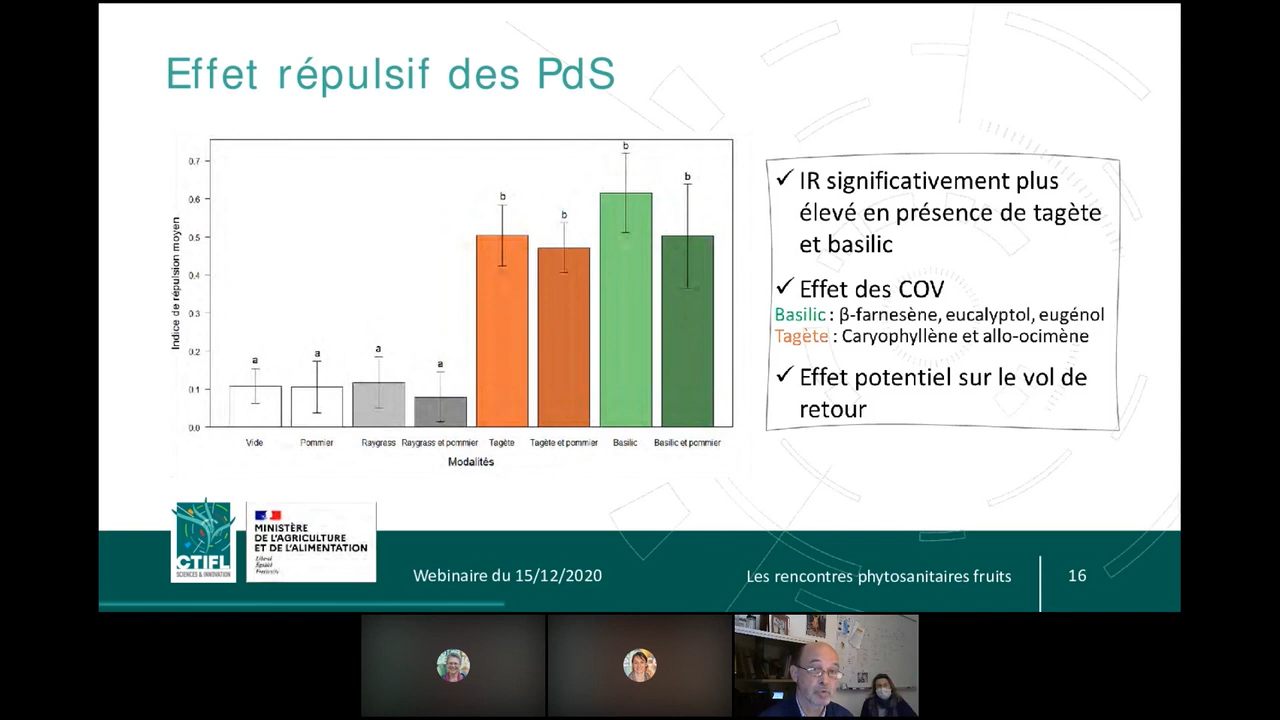 Effet répulsif des PdS
Indice de répulsion moyen
0.7
0.6
0.5
0.4
0.3
0.2
0.1
0.0
a
a
a
a
b
b
b
b
Vide
Pommier
Raygrass
Raygrass et pommier
Tagète
Tagète et pommier
Basilic
Basilic et pommier
Modalités
✓ IR significativement plus
élevé en présence de tagète
et basilic
✓ Effet des COV
Basilic : β-farnesène, eucalyptol, eugénol
Tagète : Caryophyllène et allo-ocimène
✓ Effet potentiel sur le vol de
retour
CTIFL
SCIENCES & INNOVATION
MINISTÈRE
DE L'AGRICULTURE
ET DE L'ALIMENTATION
Liberté
Égalité
Fraternité
Webinaire du 15/12/2020
Les rencontres phytosanitaires fruits
16